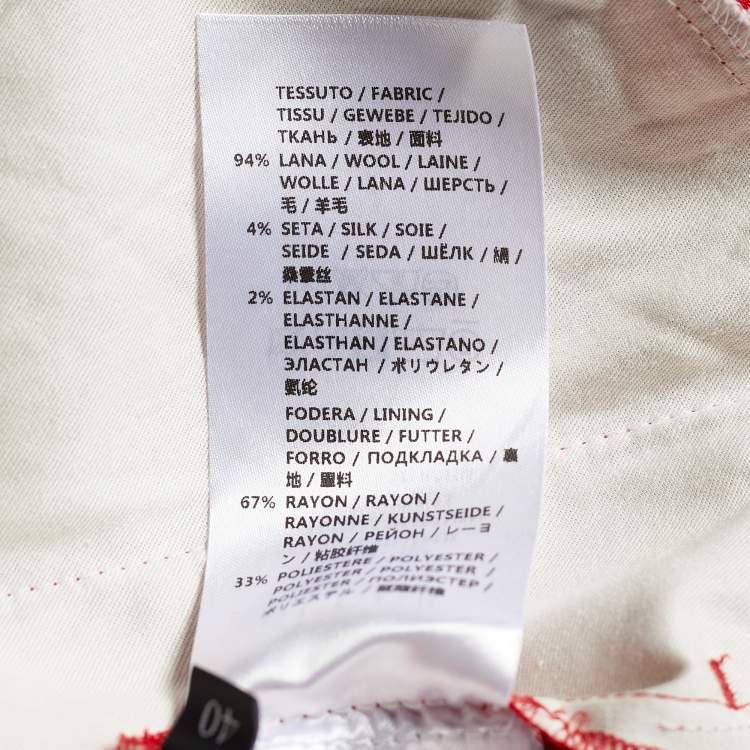 TESSUTO / FABRIC /
TISSU / GEWEBE / TEJIDO /
ТКАНЬ / 裏地 / 面料
94% LANA / WOOL / LAINE /
WOLLE / LANA / ШЕРСТЬ /
毛 / 羊毛
4% SETA / SILK / SOIE /
SEIDE / SEDA / ШЁЛК / 絹 /
桑蠶丝
2% ELASTAN / ELASTANE /
ELASTHANNE /
ELASTHAN / ELASTANO /
ЭЛАСТАН / ポリウレタン /
氨纶
FODERA / LINING /
DOUBLURE / FUTTER /
FORRO / ПОДКЛАДКА / 裏
地 / 里料
67% RAYON / RAYON /
RAYONNE / KUNSTSEIDE /
RAYON / РЕЙОН / レーヨ
ン / 粘胶纤维
33% POLIESTERE / POLYESTER /
POLYESTER / POLYESTER /
POLIESTER / ПОЛИЭСТЕР /
ポリエステル / 聚酯纤维
40